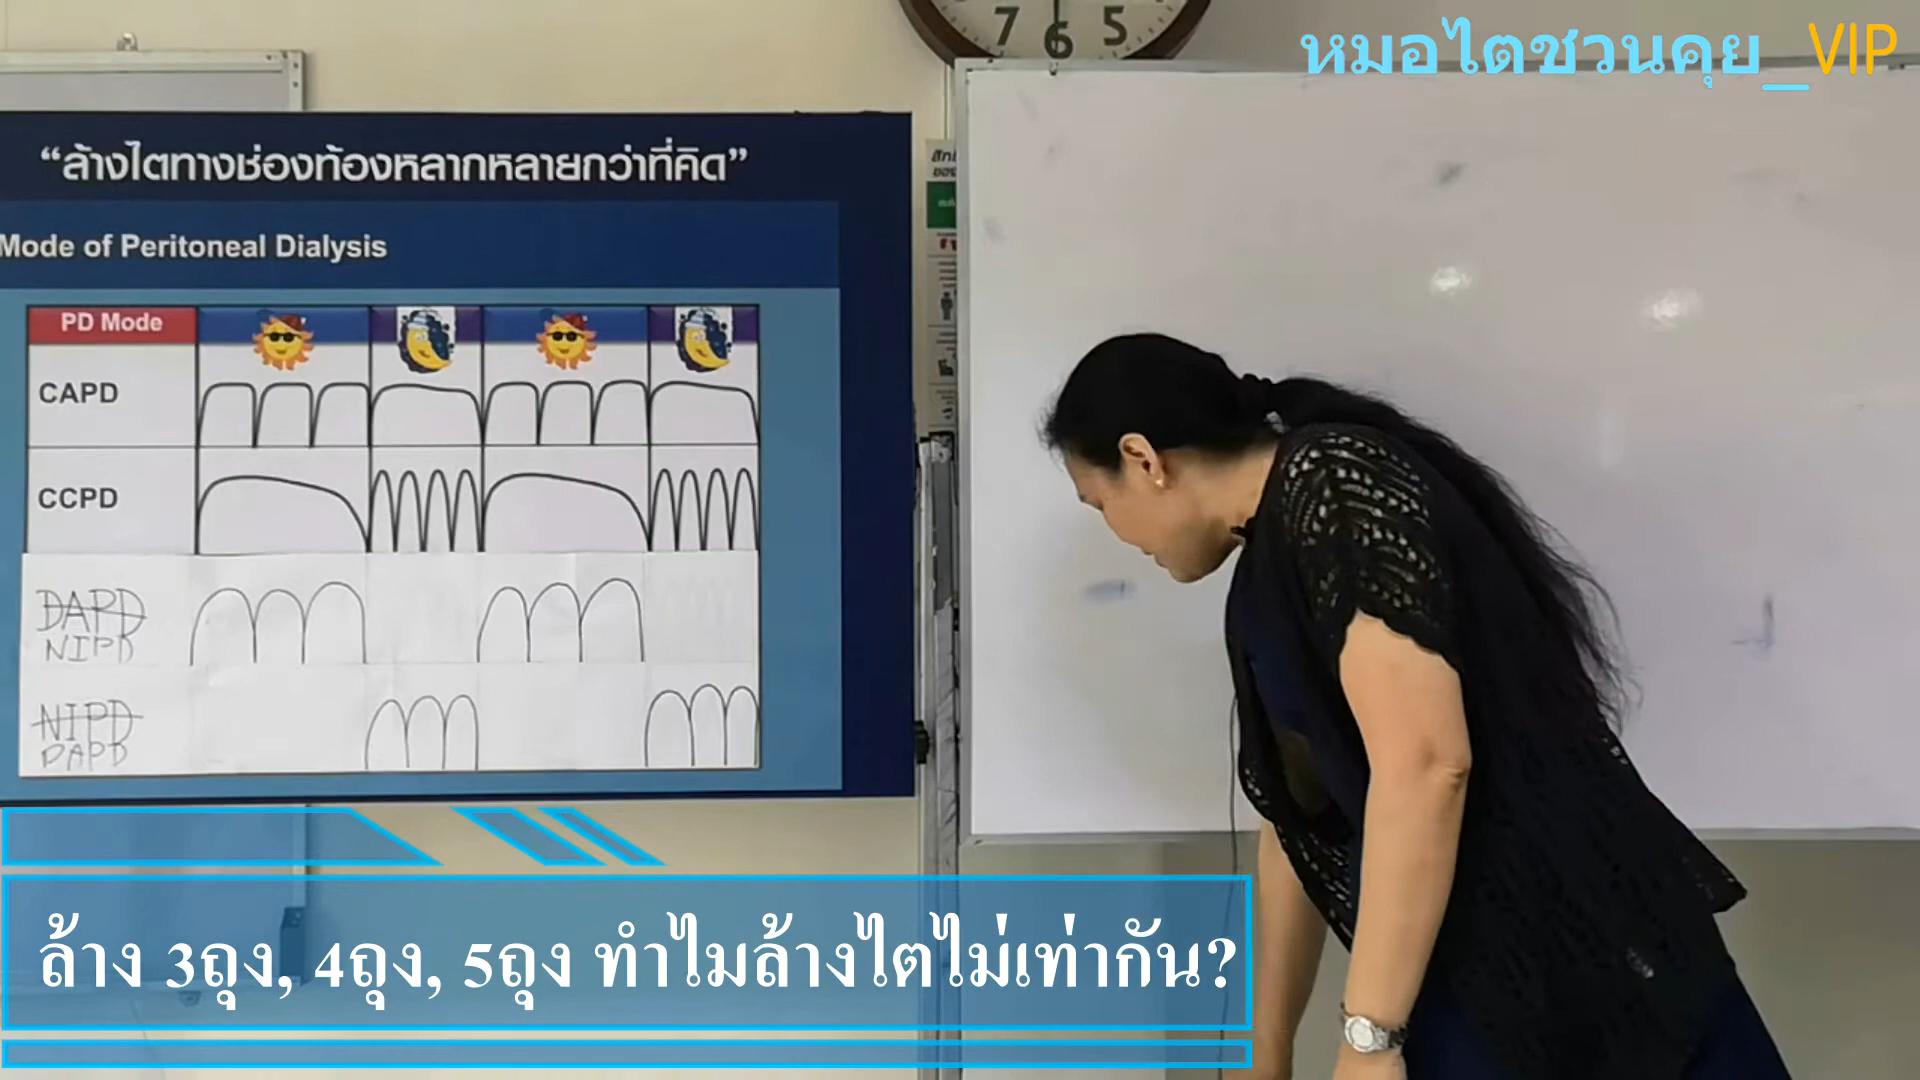 7 6 5
หมอไตชวนคุย_VIP
“ล้างไตทางช่องท้องหลากหลายกว่าที่คิด”
Mode of Peritoneal Dialysis
PD Mode
CAPD
CCPD
DAPD
NIPD
NIPD
DAPD
ล้าง 3ถุง, 4ถุง, 5ถุง ทำไมล้างไตไม่เท่ากัน?